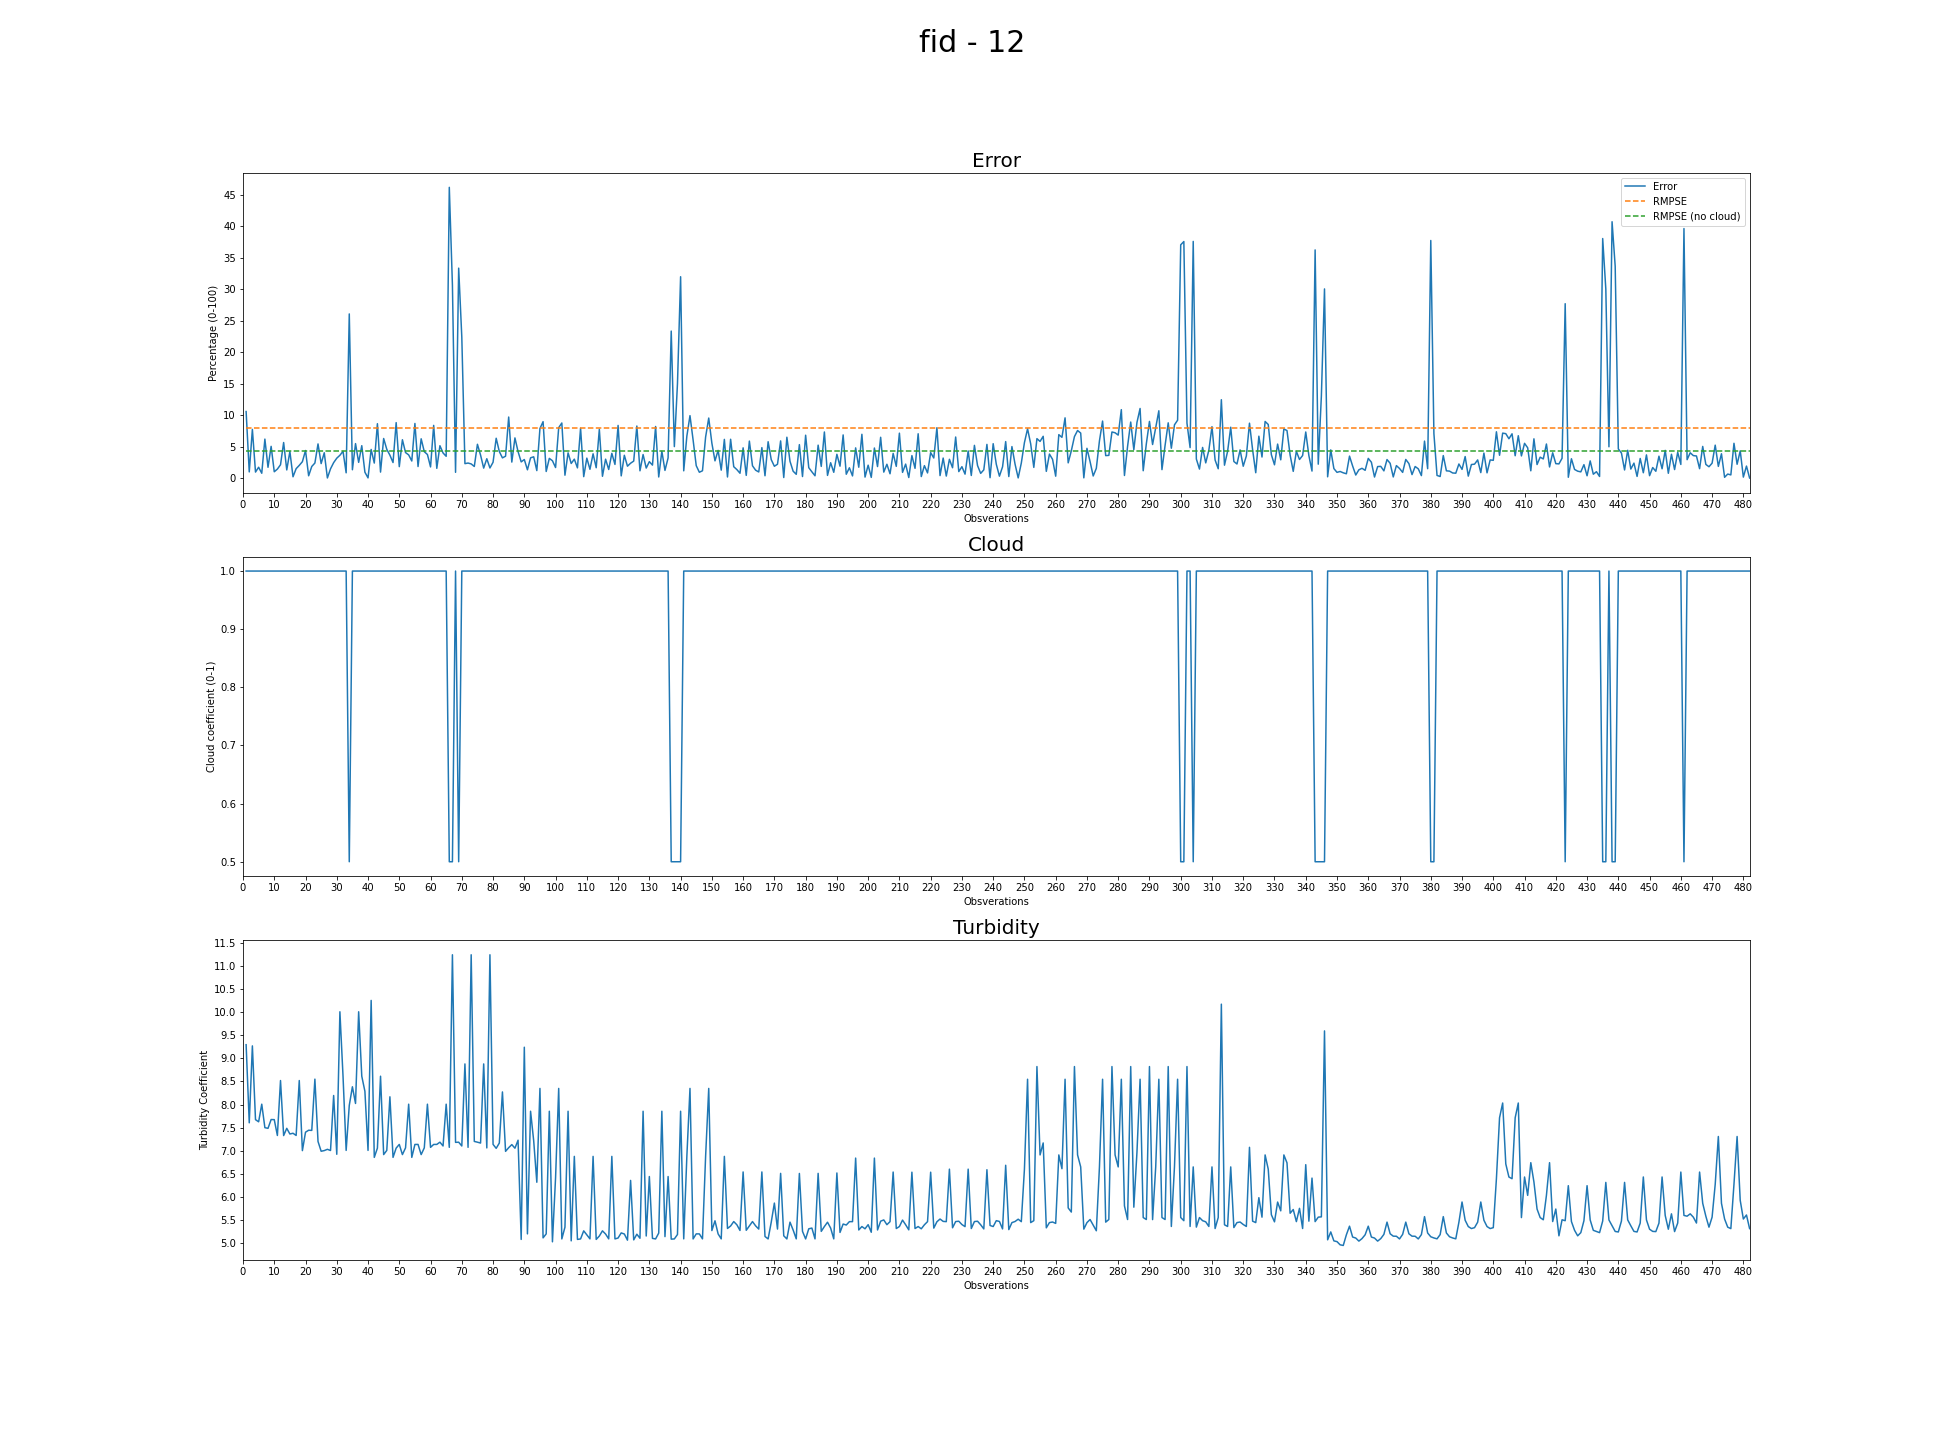 fid - 12
Error
45
40
35
30
25
20
15
10
5
0
Percentage (0-100)
Error
RMPSE
RMPSE (no cloud)
0 10 20 30 40 50 60 70 80 90 100 110 120 130 140 150 160 170 180 190 200 210 220 230 240 250 260 270 280 290 300 310 320 330 340 350 360 370 380 390 400 410 420 430 440 450 460 470 480
Obsverations
Cloud
1.0
0.9
0.8
0.7
0.6
0.5
Cloud coefficient (0-1)
0 10 20 30 40 50 60 70 80 90 100 110 120 130 140 150 160 170 180 190 200 210 220 230 240 250 260 270 280 290 300 310 320 330 340 350 360 370 380 390 400 410 420 430 440 450 460 470 480
Obsverations
Turbidity
11.5
11.0
10.5
10.0
9.5
9.0
8.5
8.0
7.5
7.0
6.5
6.0
5.5
5.0
Turbidity Coefficient
0 10 20 30 40 50 60 70 80 90 100 110 120 130 140 150 160 170 180 190 200 210 220 230 240 250 260 270 280 290 300 310 320 330 340 350 360 370 380 390 400 410 420 430 440 450 460 470 480
Obsverations